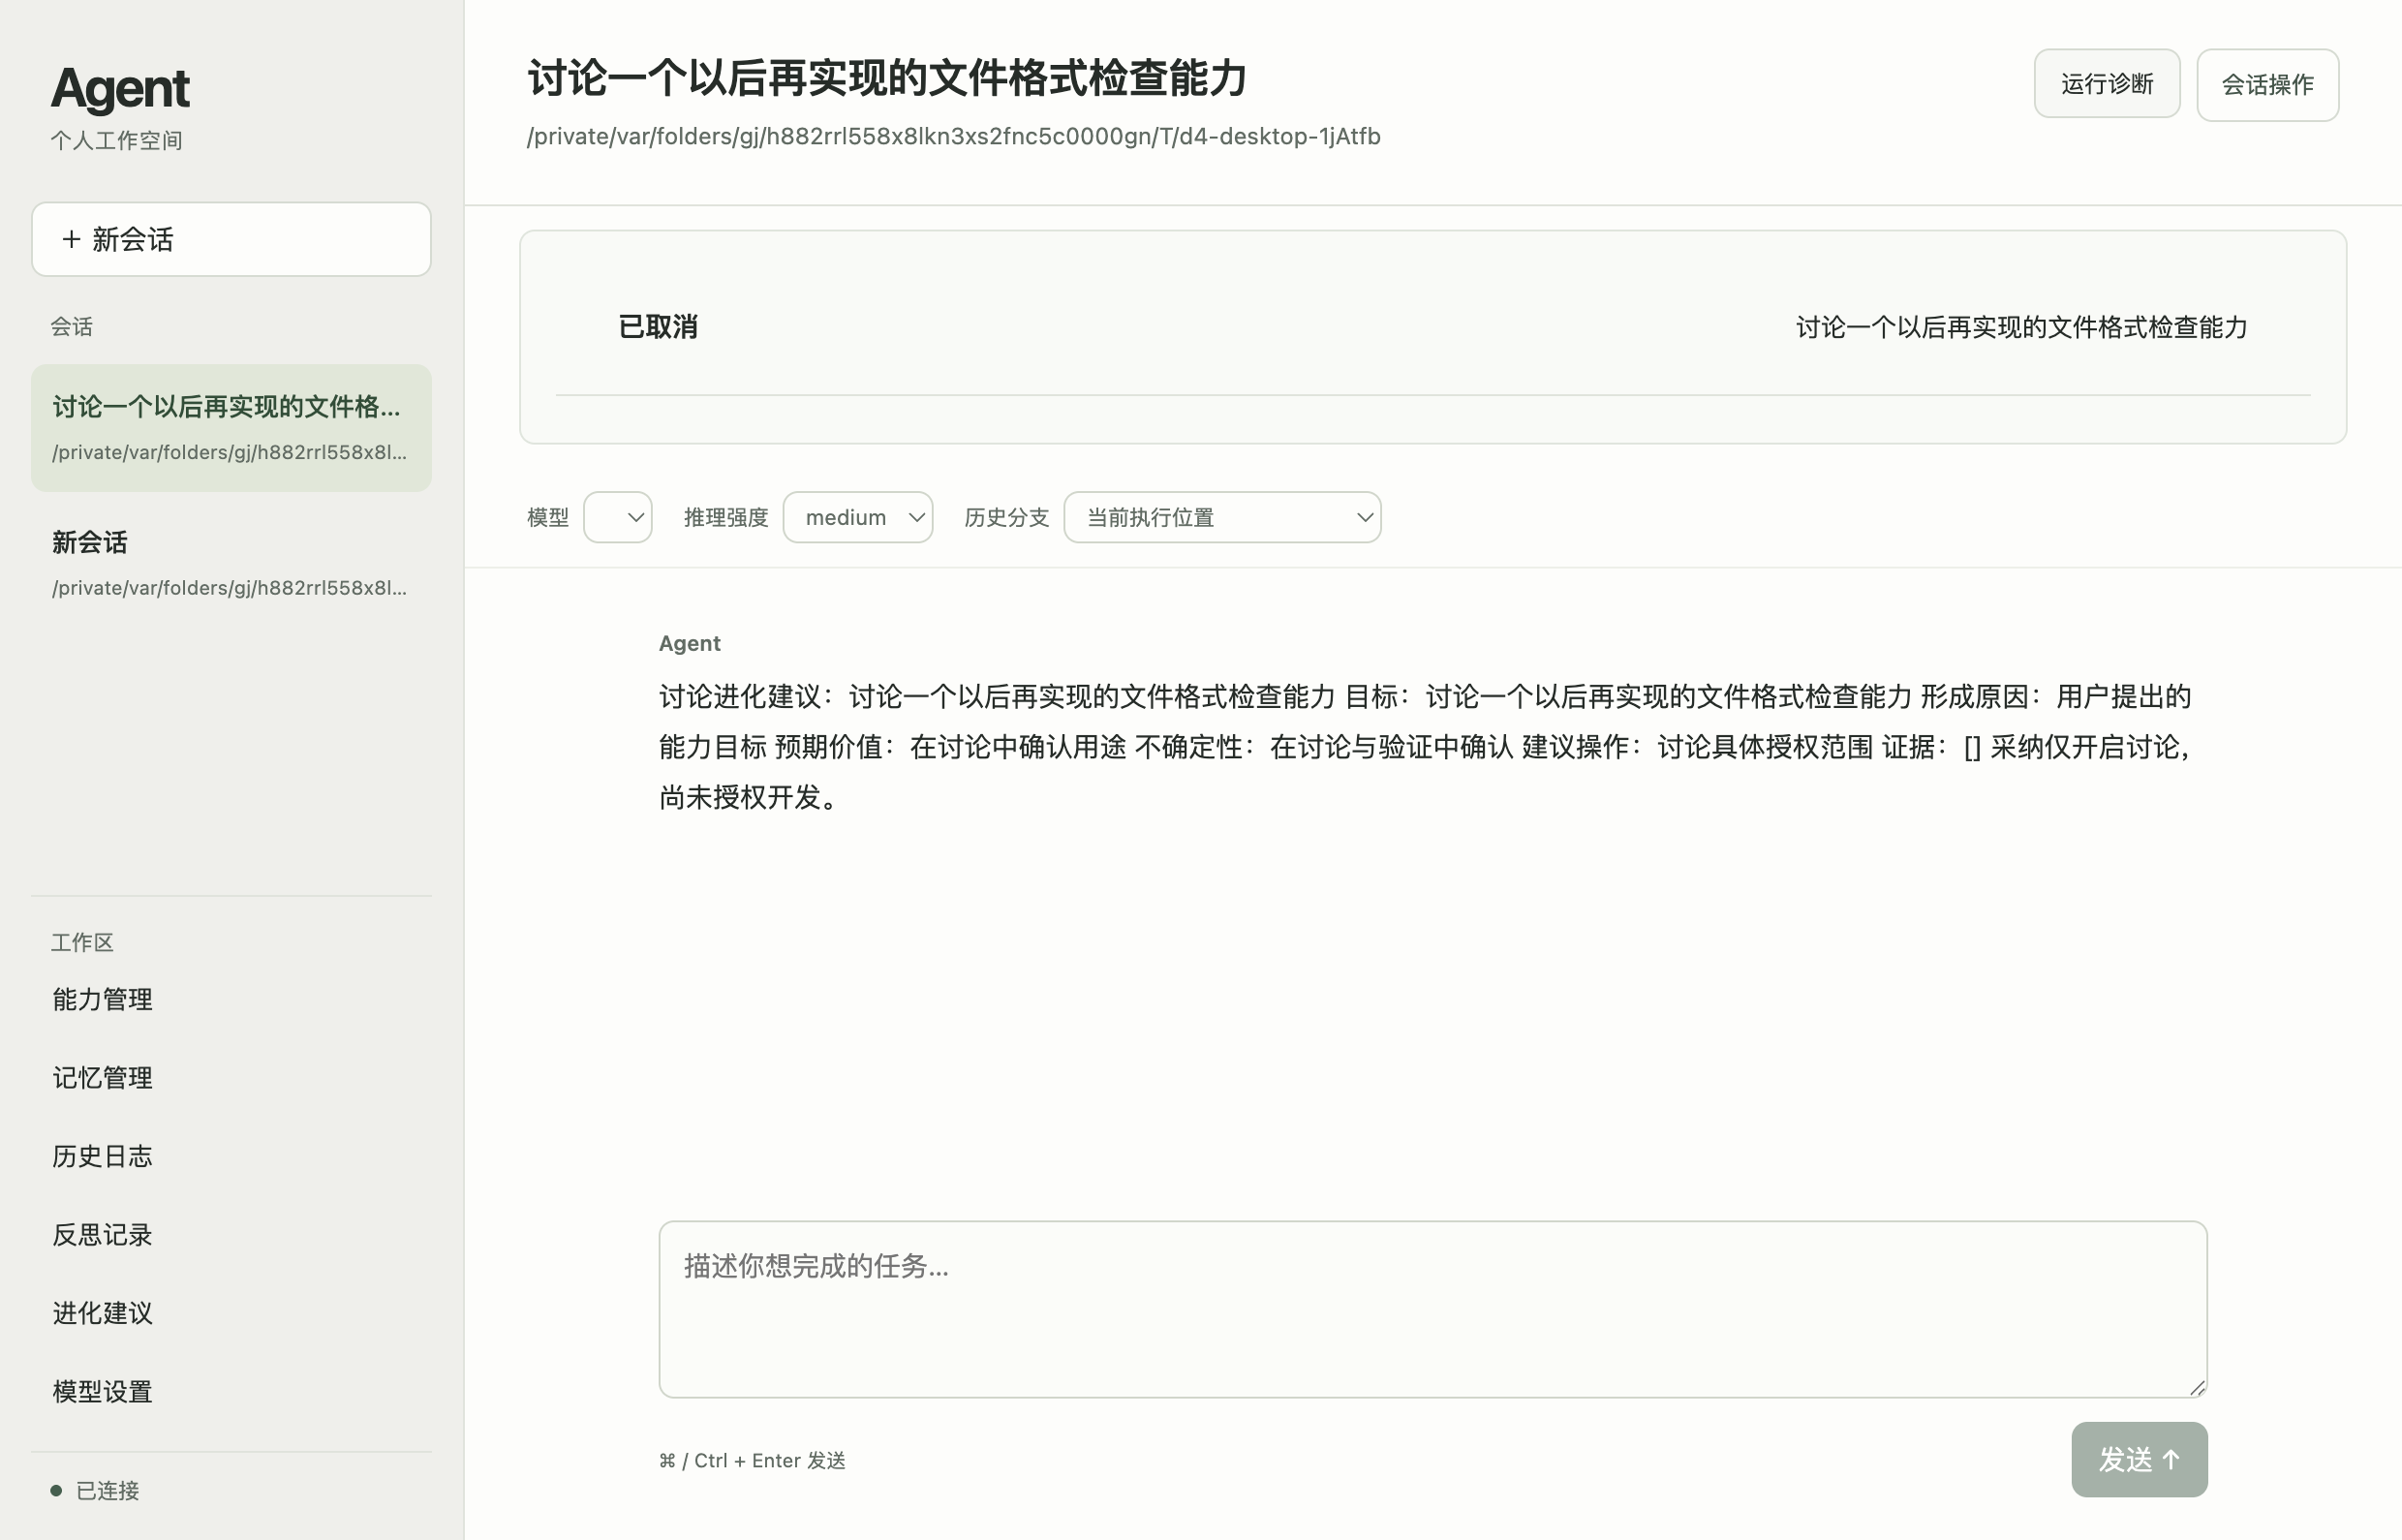 Agent
个人工作空间
+ 新会话
会话
讨论一个以后再实现的文件格...
/private/var/folders/gj/h882rrl558x8l...
新会话
/private/var/folders/gj/h882rrl558x8l...
工作区
能力管理
记忆管理
历史日志
反思记录
进化建议
模型设置
已连接
讨论一个以后再实现的文件格式检查能力
/private/var/folders/gj/h882rrl558x8lkn3xs2fnc5c0000gn/T/d4-desktop-1jAtfb
运行诊断
会话操作
已取消
讨论一个以后再实现的文件格式检查能力
模型
推理强度 medium
历史分支 当前执行位置
Agent
讨论进化建议：讨论一个以后再实现的文件格式检查能力 目标：讨论一个以后再实现的文件格式检查能力 形成原因：用户提出的
能力目标 预期价值：在讨论中确认用途 不确定性：在讨论与验证中确认 建议操作：讨论具体授权范围 证据：[] 采纳仅开启讨论，
尚未授权开发。
描述你想完成的任务...
⌘ / Ctrl + Enter 发送
发送 ↑